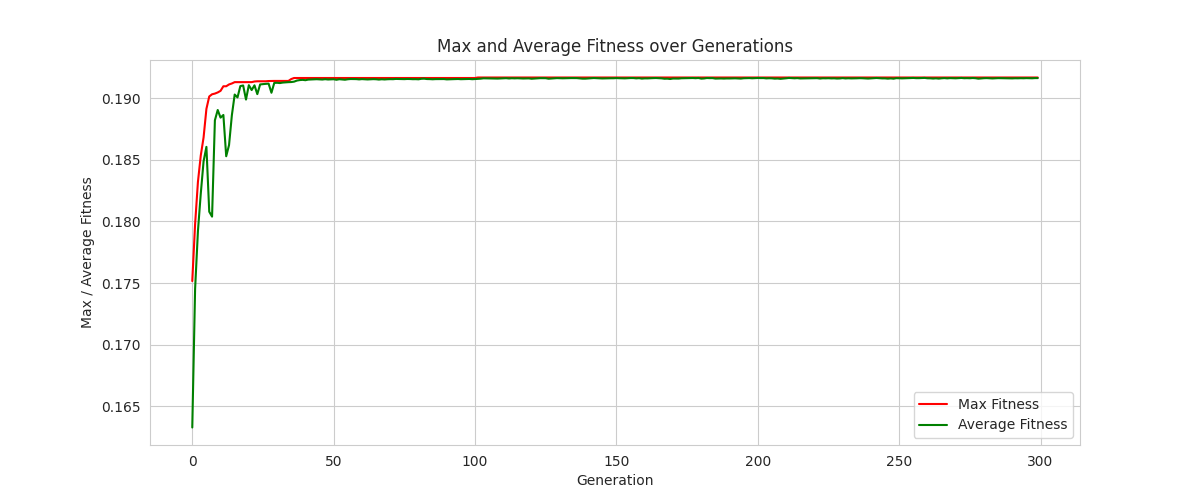 Max and Average Fitness over Generations
Max / Average Fitness
0.190
0.185
0.180
0.175
0.170
0.165
0
50
100
150
200
250
300
Generation
Max Fitness
Average Fitness